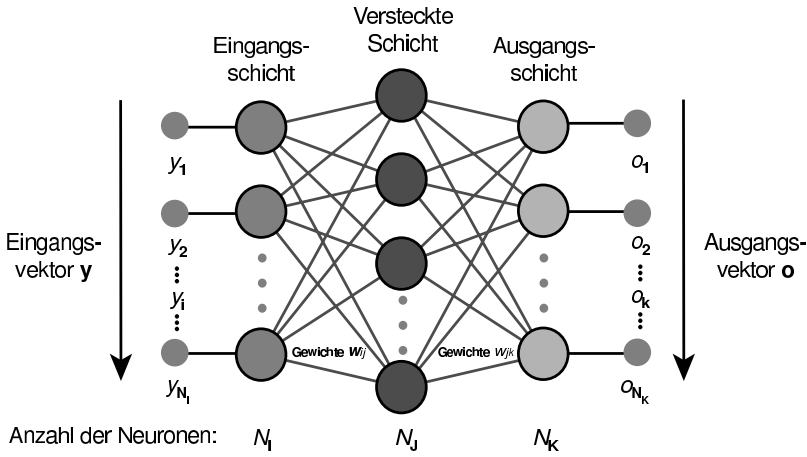 Versteckte
Schicht
Eingangs-
schicht
Ausgangs-
schicht
y1
o1
Eingangs-
vektor y
y2
o2
Ausgangs-
vektor o
yi
ok
Gewichte wij
Gewichte wjk
yNI
oNK
Anzahl der Neuronen: NI NJ NK